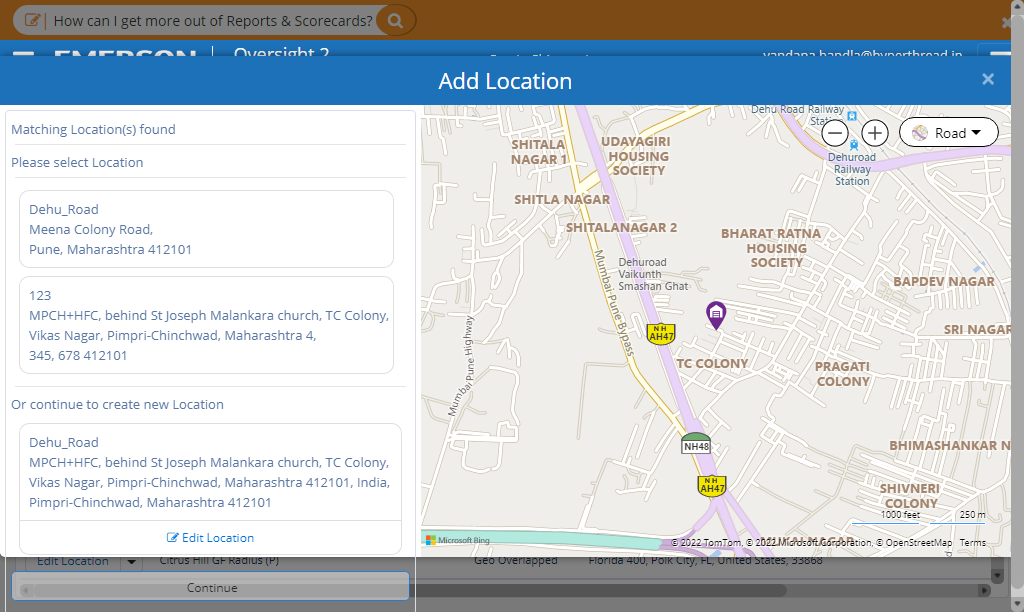 How can I get more out of Reports & Scorecards?
EMERSON
Oversight 2
vandana.bandla@hyperthread.in
Add Location
Matching Location(s) found
Please select Location
Dehu_Road
Meena Colony Road,
Pune, Maharashtra 412101
123
MPCH+HFC, behind St Joseph Malankara church, TC Colony,
Vikas Nagar, Pimpri-Chinchwad, Maharashtra 4,
345, 678 412101
Or continue to create new Location
Dehu_Road
MPCH+HFC, behind St Joseph Malankara church, TC Colony,
Vikas Nagar, Pimpri-Chinchwad, Maharashtra 412101, India,
Pimpri-Chinchwad, Maharashtra 412101
Edit Location
Continue
Dehu Road Railway
Station
Road
Dehuroad
Railway
Station
SHITALA
NAGAR 1
UDAYAGIRI
HOUSING
SOCIETY
SHITLA NAGAR
SHITALANAGAR 2
BHARAT RATNA
HOUSING
SOCIETY
Dehuroad
Vaikunth
Smashan Ghat
BAPDEV NAGAR
Mumbai-Pune-Bypass
Mumbai Pune Highway
NH
AH47
SRI NAGAR
TC COLONY
PRAGATI
COLONY
NH48
BHIMASHANKAR N
NH
AH47
SHIVNERI
COLONY
1000 feet
250 m
Microsoft Bing
© 2022 TomTom, © 2022 Microsoft Corporation, © OpenStreetMap
Terms
Edit Location
Citrus Hill GF Radius (P)
Geo Overlapped
Florida 400, Polk City, FL, United States, 33868